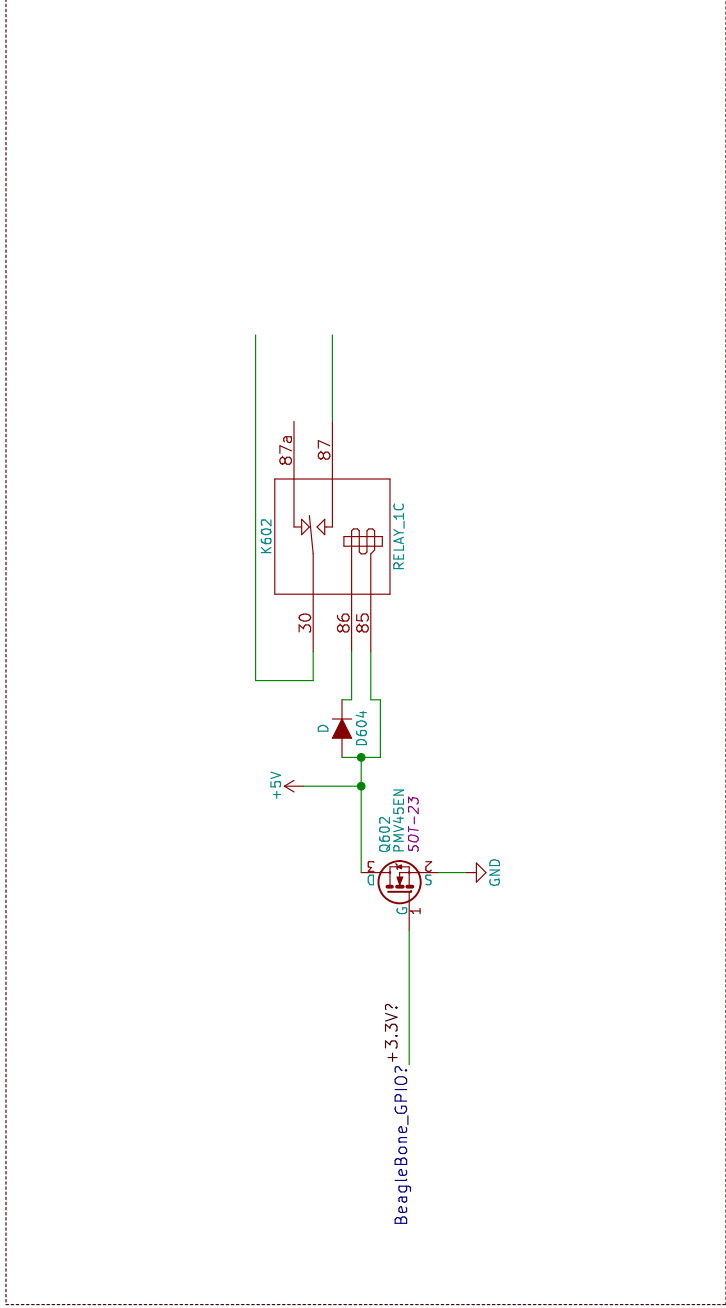 87a
87
K602
RELAY_1C
30
86
85
D
D604
+5V
Q602
PMV45EN
SOT-23
D
3
S
2
G
1
GND
+3.3V?
BeagleBone_GPIO?